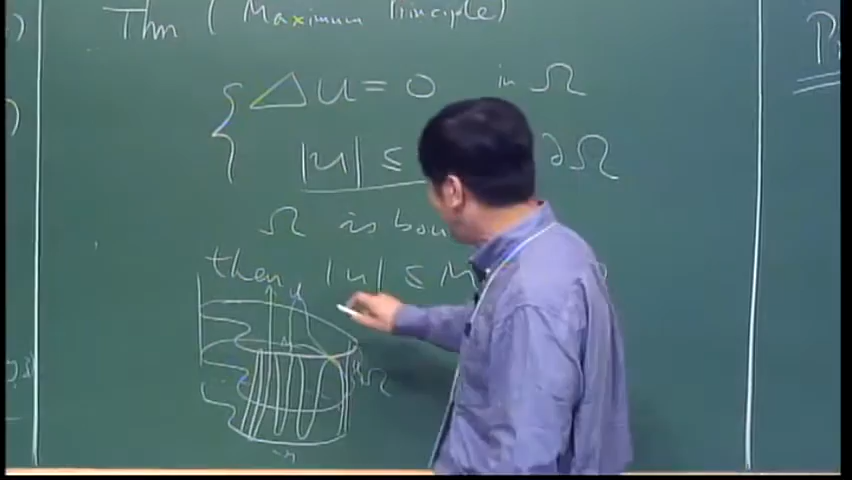 Thm ( Maximum Principle)
Δu = 0 in Ω
|u| ≤ ∂Ω
Ω is bou
then |u| ≤ M
u
Ω
-M